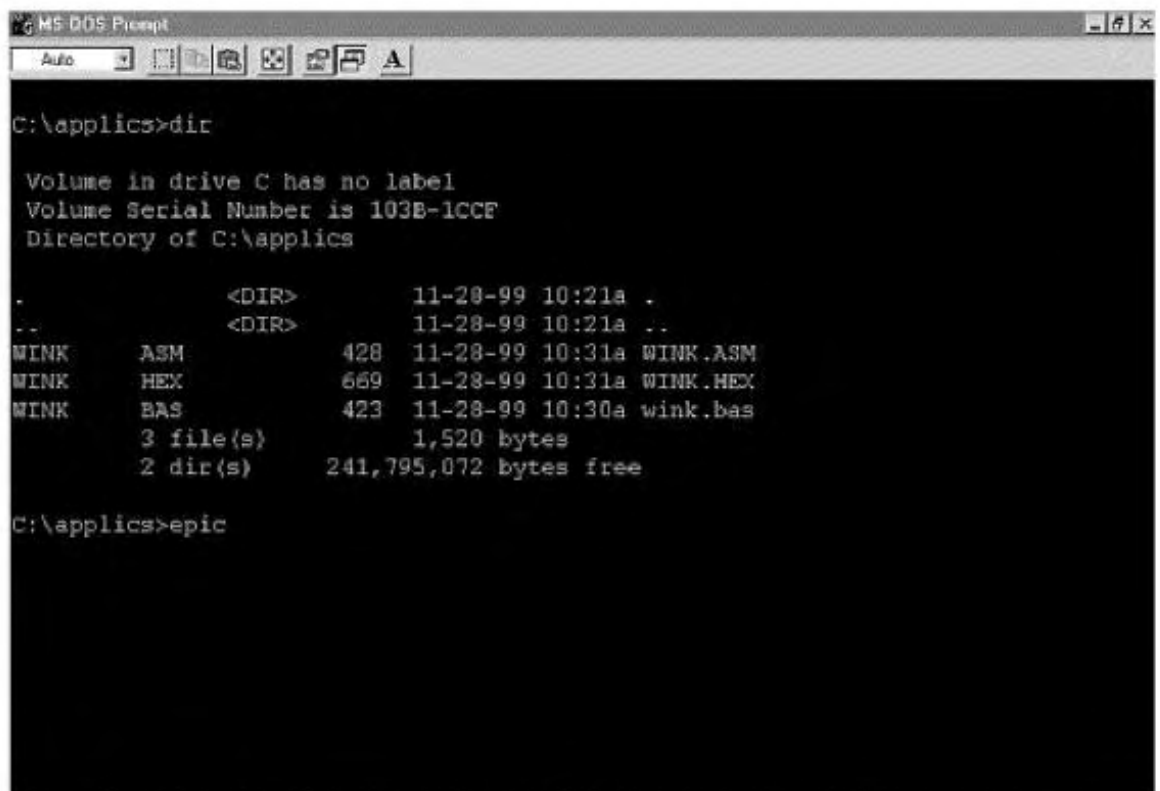 MS DOS Prompt
Auto
A
C:\applics>dir
Volume in drive C has no label
Volume Serial Number is 103B-1CCF
Directory of C:\applics
. <DIR> 11-28-99 10:21a .
.. <DIR> 11-28-99 10:21a ..
WINK ASM 428 11-28-99 10:31a WINK.ASM
WINK HEX 669 11-28-99 10:31a WINK.HEX
WINK BAS 423 11-28-99 10:30a wink.bas
3 file(s) 1,520 bytes
2 dir(s) 241,795,072 bytes free
C:\applics>epic